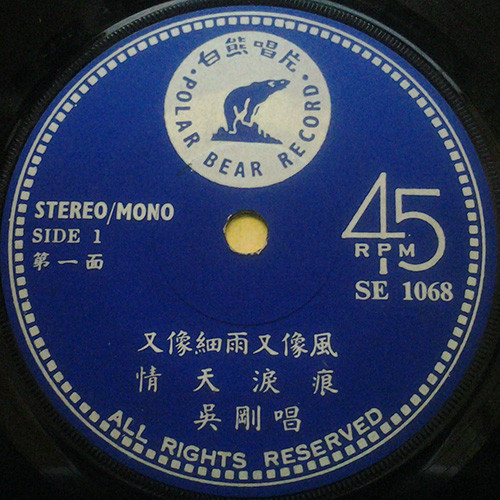 白熊唱片
POLAR BEAR RECORD
STEREO/MONO
SIDE 1
第一面
45
RPM
SE 1068
又像細雨又像風
情天淚痕
吳剛唱
ALL RIGHTS RESERVED